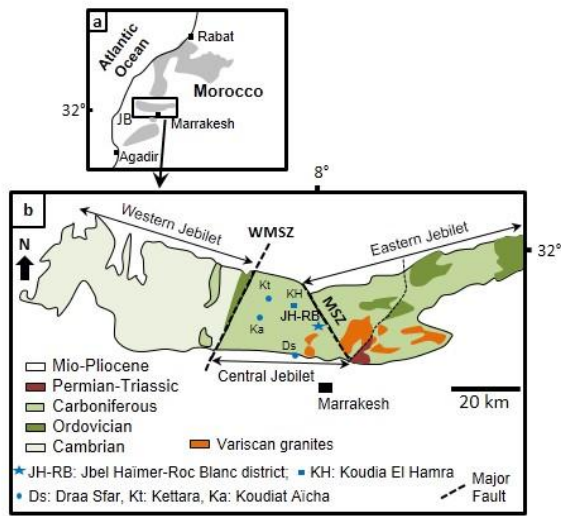 a
Atlantic
Ocean
Rabat
Morocco
32°
JB
Marrakesh
Agadir
8°
b
Western Jebilet
WMSZ
Eastern Jebilet
32°
N
Kt
KH
JH-RB
MSZ
Ka
Ds
Central Jebilet
Marrakesh
20 km
Mio-Pliocene
Permian-Triassic
Carboniferous
Ordovician
Cambrian
Variscan granites
JH-RB: Jbel Haïmer-Roc Blanc district; KH: Koudia El Hamra
Ds: Draa Sfar, Kt: Kettara, Ka: Koudiat Aïcha
Major
Fault